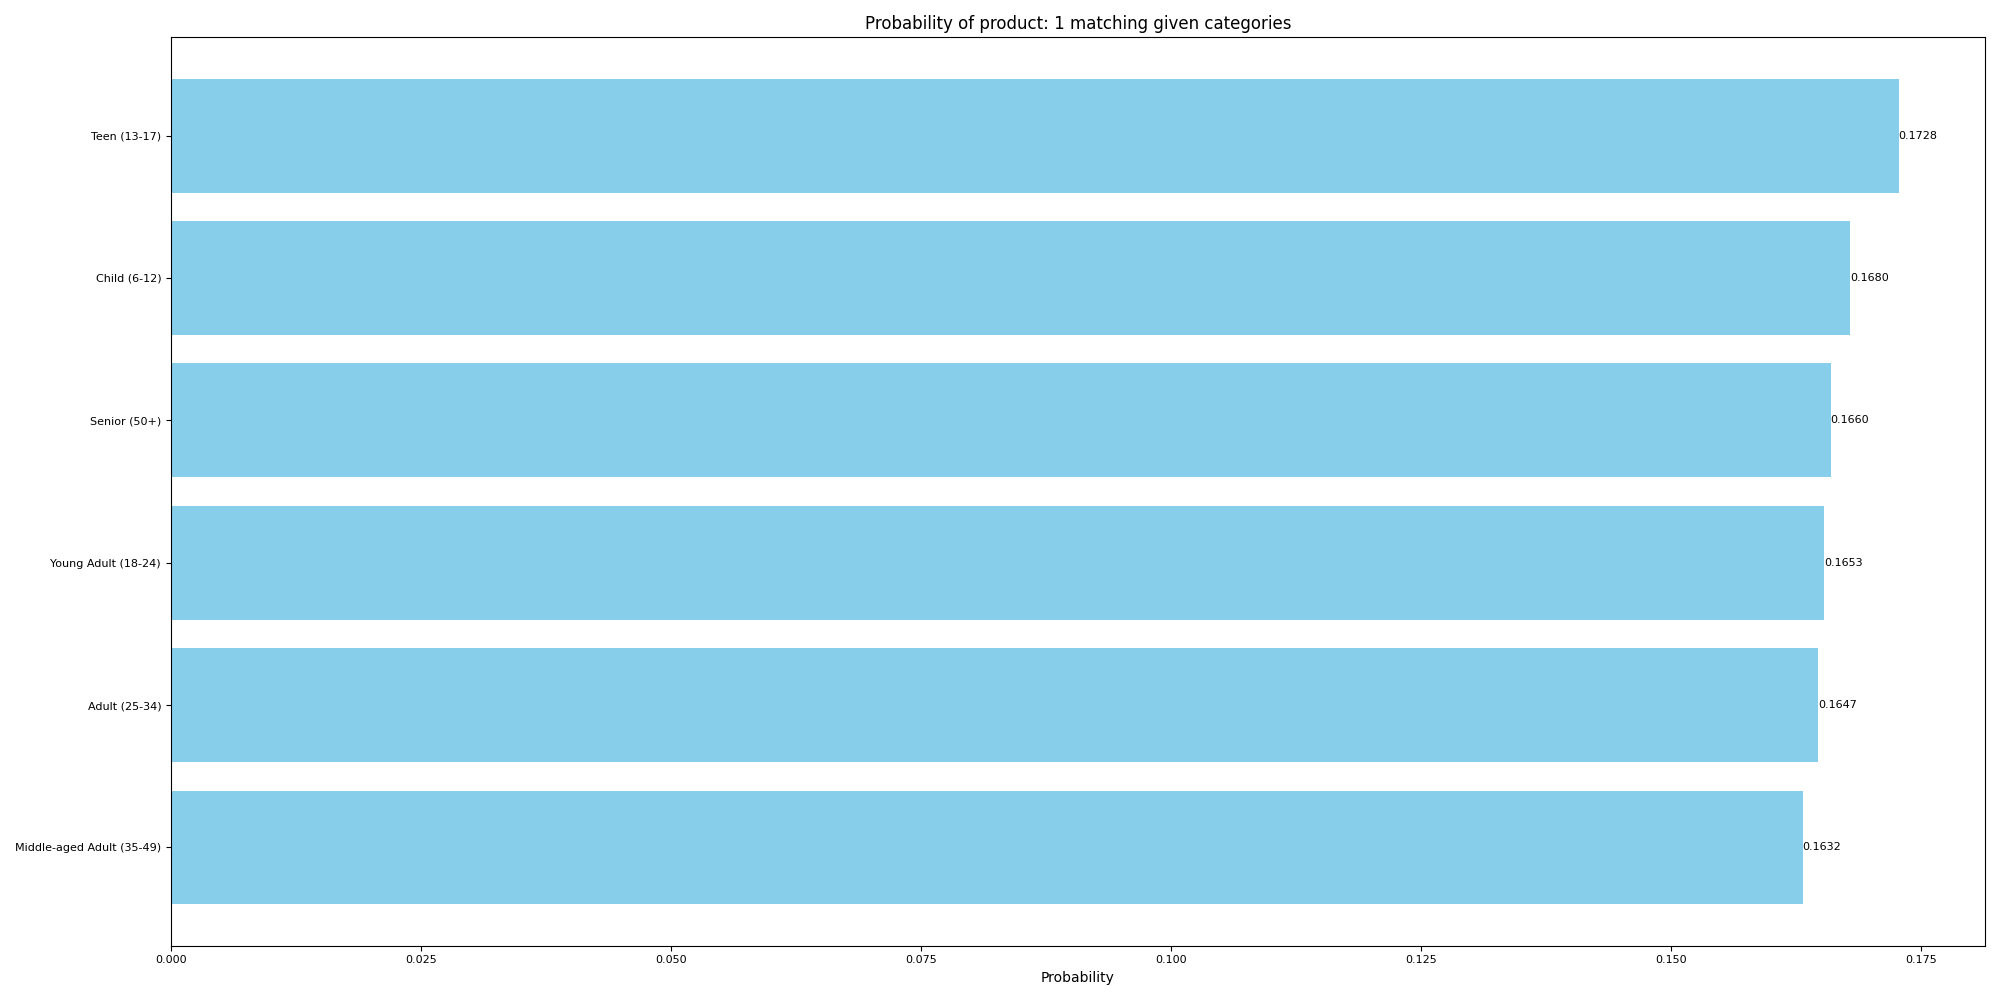 Probability of product: 1 matching given categories
Teen (13-17)
0.1728
Child (6-12)
0.1680
Senior (50+)
0.1660
Young Adult (18-24)
0.1653
Adult (25-34)
0.1647
Middle-aged Adult (35-49)
0.1632
0.000 0.025 0.050 0.075 0.100 0.125 0.150 0.175
Probability